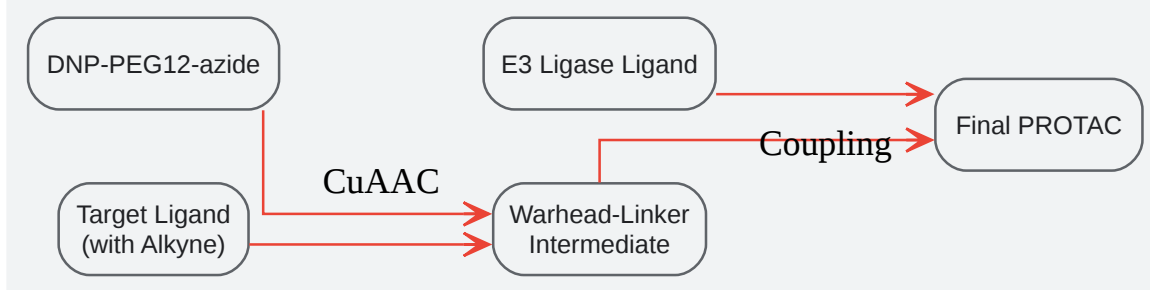 DNP-PEG12-azide
E3 Ligase Ligand
Final PROTAC
Coupling
CuAAC
Target Ligand
(with Alkyne)
Warhead-Linker
Intermediate